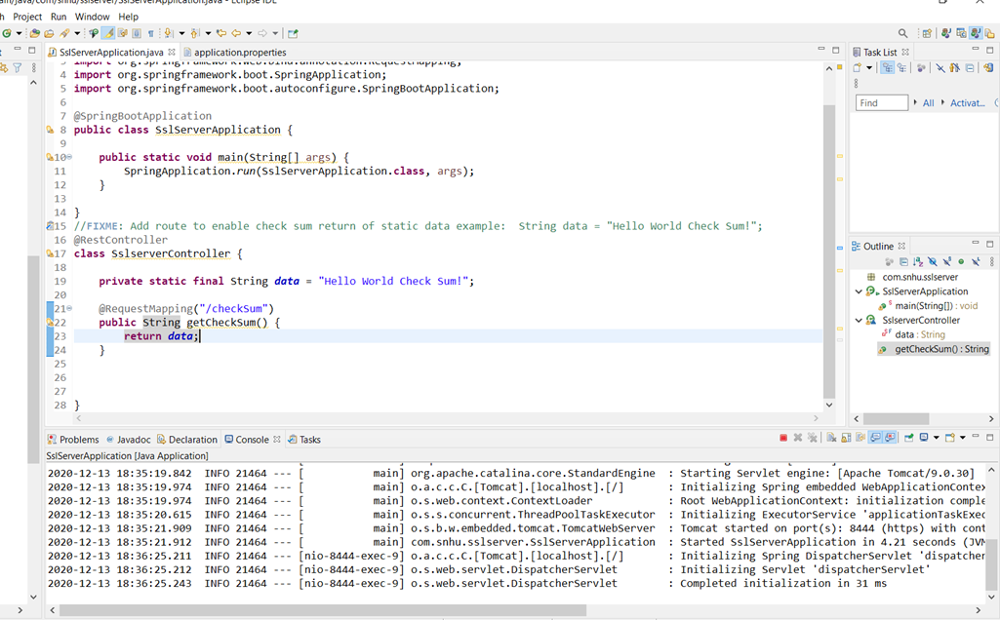 ain/java/com/snhu/sslserver/SslServerApplication.java - Eclipse IDE
h Project Run Window Help
SslServerApplication.java application.properties
3 import org.springframework.web.bind.annotation.RequestMapping;
4 import org.springframework.boot.SpringApplication;
5 import org.springframework.boot.autoconfigure.SpringBootApplication;
6
7 @SpringBootApplication
8 public class SslServerApplication {
9
10 public static void main(String[] args) {
11 SpringApplication.run(SslServerApplication.class, args);
12 }
13
14 }
15 //FIXME: Add route to enable check sum return of static data example: String data = "Hello World Check Sum!";
16 @RestController
17 class SslserverController {
18
19 private static final String data = "Hello World Check Sum!";
20
21 @RequestMapping("/checkSum")
22 public String getCheckSum() {
23 return data;
24 }
25
26
27
28 }
Task List
Find All Activat...
Outline
com.snhu.sslserver
SslServerApplication
main(String[]) : void
SslserverController
data : String
getCheckSum() : String
Problems Javadoc Declaration Console Tasks
SslServerApplication [Java Application]
2020-12-13 18:35:19.842 INFO 21464 --- [ main] org.apache.catalina.core.StandardEngine : Starting Servlet engine: [Apache Tomcat/9.0.30]
2020-12-13 18:35:19.974 INFO 21464 --- [ main] o.a.c.c.C.[Tomcat].[localhost].[/] : Initializing Spring embedded WebApplicationContex
2020-12-13 18:35:19.974 INFO 21464 --- [ main] o.s.web.context.ContextLoader : Root WebApplicationContext: initialization comple
2020-12-13 18:35:20.615 INFO 21464 --- [ main] o.s.s.concurrent.ThreadPoolTaskExecutor : Initializing ExecutorService 'applicationTaskExec
2020-12-13 18:35:21.909 INFO 21464 --- [ main] o.s.b.w.embedded.tomcat.TomcatWebServer : Tomcat started on port(s): 8444 (https) with cont
2020-12-13 18:35:21.912 INFO 21464 --- [ main] com.snhu.sslserver.SslServerApplication : Started SslServerApplication in 4.21 seconds (JVM
2020-12-13 18:36:25.211 INFO 21464 --- [nio-8444-exec-9] o.a.c.c.C.[Tomcat].[localhost].[/] : Initializing Spring DispatcherServlet 'dispatcher
2020-12-13 18:36:25.212 INFO 21464 --- [nio-8444-exec-9] o.s.web.servlet.DispatcherServlet : Initializing Servlet 'dispatcherServlet'
2020-12-13 18:36:25.243 INFO 21464 --- [nio-8444-exec-9] o.s.web.servlet.DispatcherServlet : Completed initialization in 31 ms